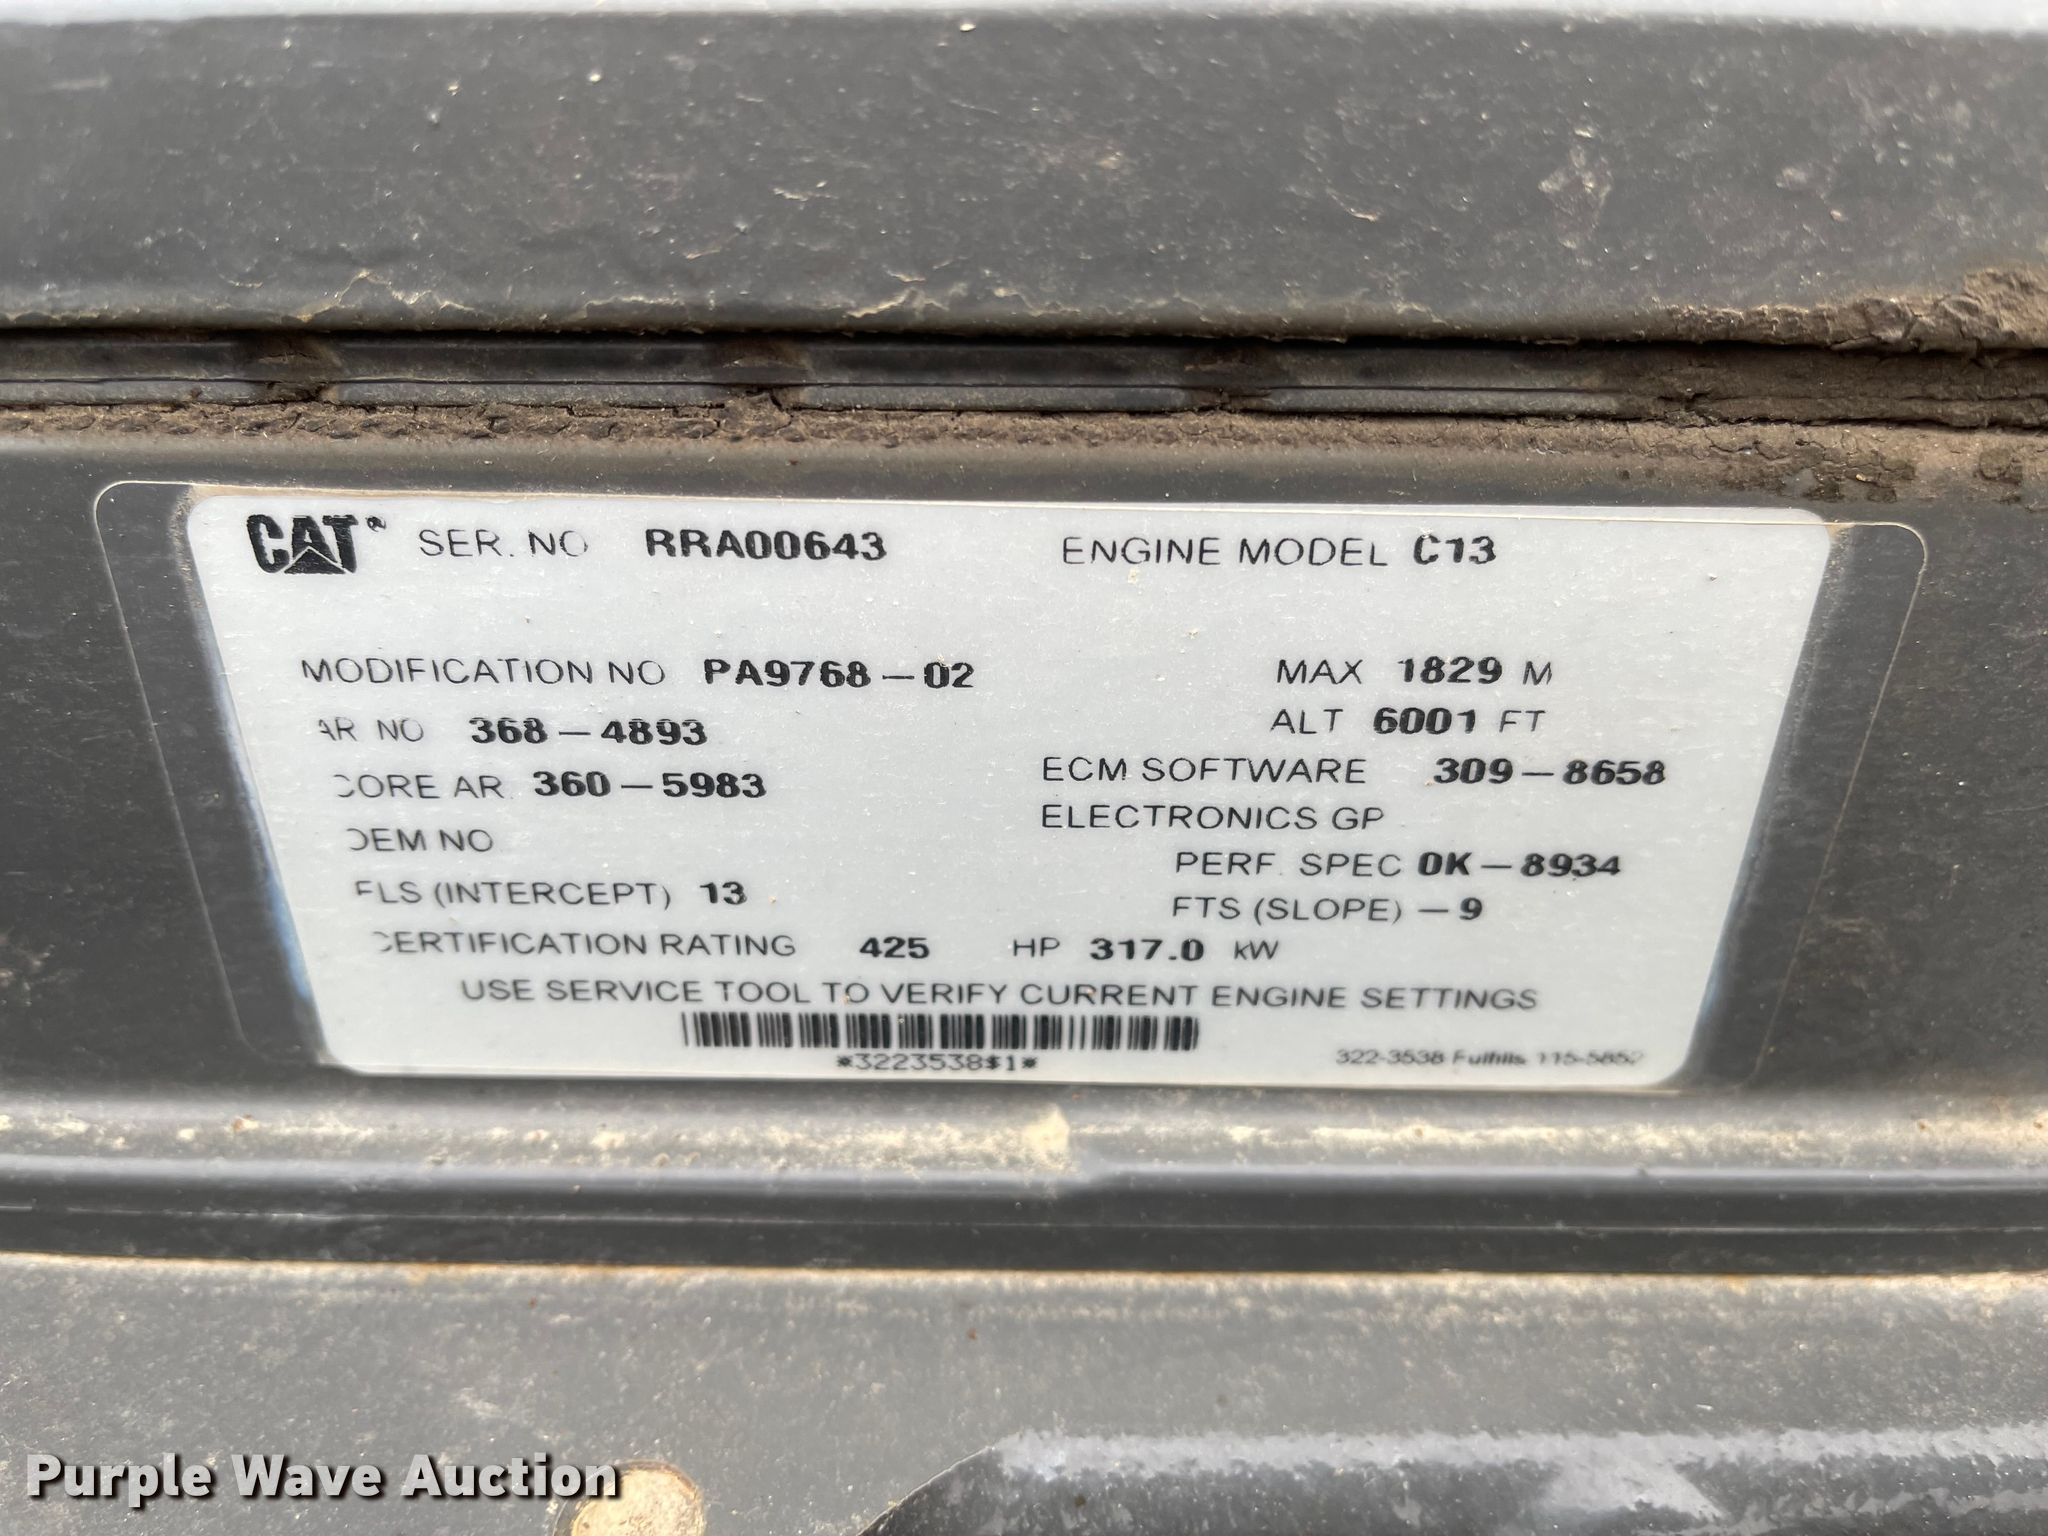 CAT® SER. NO RRA00643 ENGINE MODEL C13
MODIFICATION NO PA9768-02 MAX 1829 M
AR NO 368-4893 ALT 6001 FT
CORE AR. 360-5983 ECM SOFTWARE 309-8658
OEM NO ELECTRONICS GP
PERF. SPEC 0K-8934
FLS (INTERCEPT) 13 FTS (SLOPE) -9
CERTIFICATION RATING 425 HP 317.0 kW
USE SERVICE TOOL TO VERIFY CURRENT ENGINE SETTINGS
*3223538$1*
322-3538 Fulfills 115-5852
Purple Wave Auction